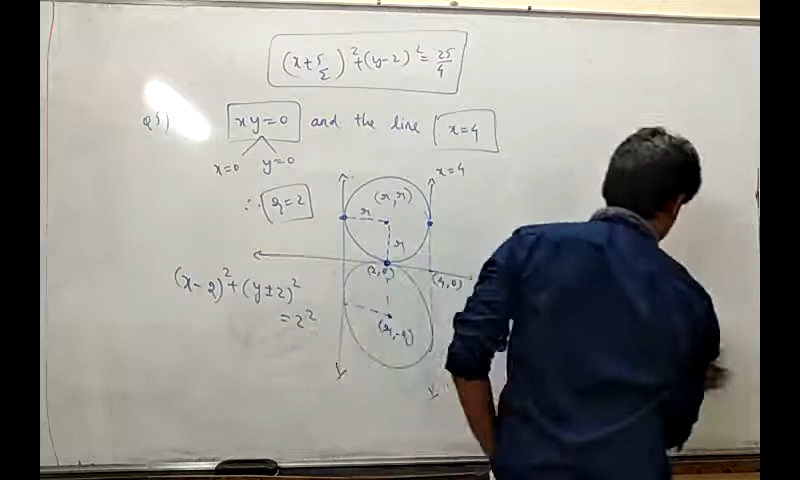 (x+5/2)²+(y-2)²=25/4
Q5) xy=0 and the line x=4
x=0 y=0
x=4
∴ r=2
(r, r)
r
r
(2,0)
(4,0)
(x-2)²+(y±2)²
=2²
(r,-r)